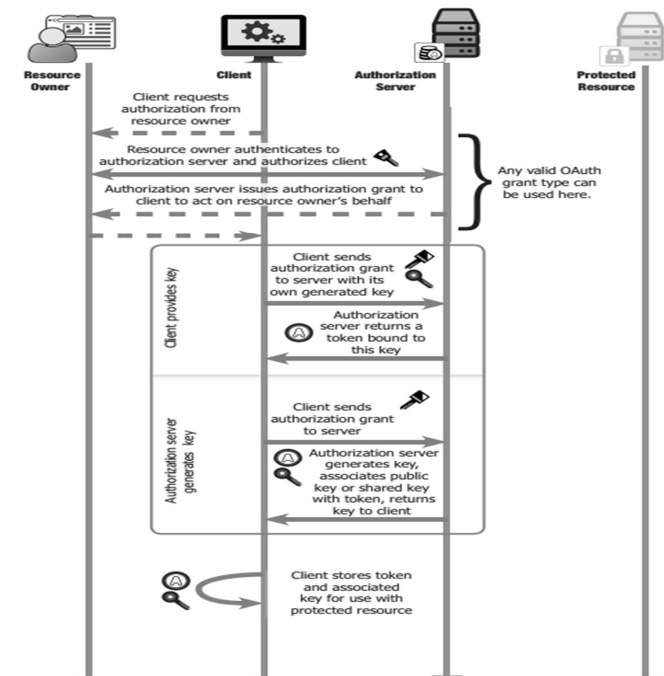 Resource
Owner
Client
Authorization
Server
Protected
Resource
Client requests
authorization from
resource owner
Resource owner authenticates to
authorization server and authorizes client
Authorization server issues authorization grant to
client to act on resource owner's behalf
Any valid OAuth
grant type can
be used here.
Client provides key
Client sends
authorization grant
to server with its
own generated key
Authorization
server returns a
token bound to
this key
A
Authorization server
generates key
Client sends
authorization grant
to server
A
Authorization server
generates key,
associates public
key or shared key
with token, returns
key to client
A
Client stores token
and associated
key for use with
protected resource